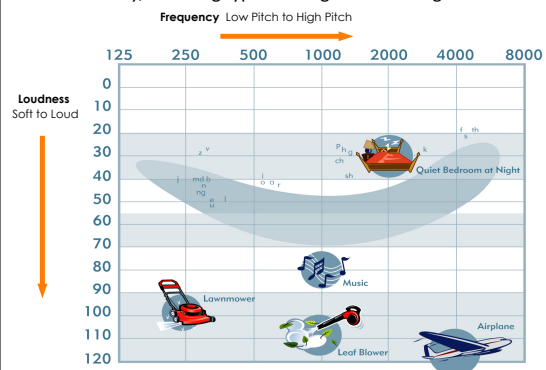 Frequency Low Pitch to High Pitch
125 250 500 1000 2000 4000 8000
Loudness
Soft to Loud
0
10
20
30
40
50
60
70
80
90
100
110
120
f th
s
z v
P h g
k
ch
sh
j
m d b
n
ng
e
u
l
i
o a r
Quiet Bedroom at Night
Music
Lawnmower
Leaf Blower
Airplane